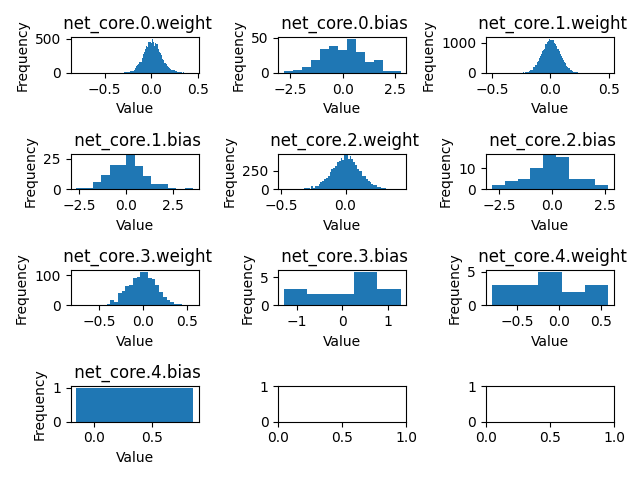 net_core.0.weight
net_core.0.bias
net_core.1.weight
Frequency
500
0
−0.5
0.0
0.5
Value
Frequency
50
0
−2.5
0.0
2.5
Value
Frequency
1000
0
−0.5
0.0
0.5
Value
net_core.1.bias
net_core.2.weight
net_core.2.bias
Frequency
25
0
−2.5
0.0
2.5
Value
Frequency
250
0
−0.5
0.0
Value
Frequency
10
0
−2.5
0.0
2.5
Value
net_core.3.weight
net_core.3.bias
net_core.4.weight
Frequency
100
0
−0.5
0.0
0.5
Value
Frequency
5
0
−1
0
1
Value
Frequency
5
0
−0.5
0.0
0.5
Value
net_core.4.bias
Frequency
1
0
0.0
0.5
Value
1
0
0.0
0.5
1.0
1
0
0.0
0.5
1.0